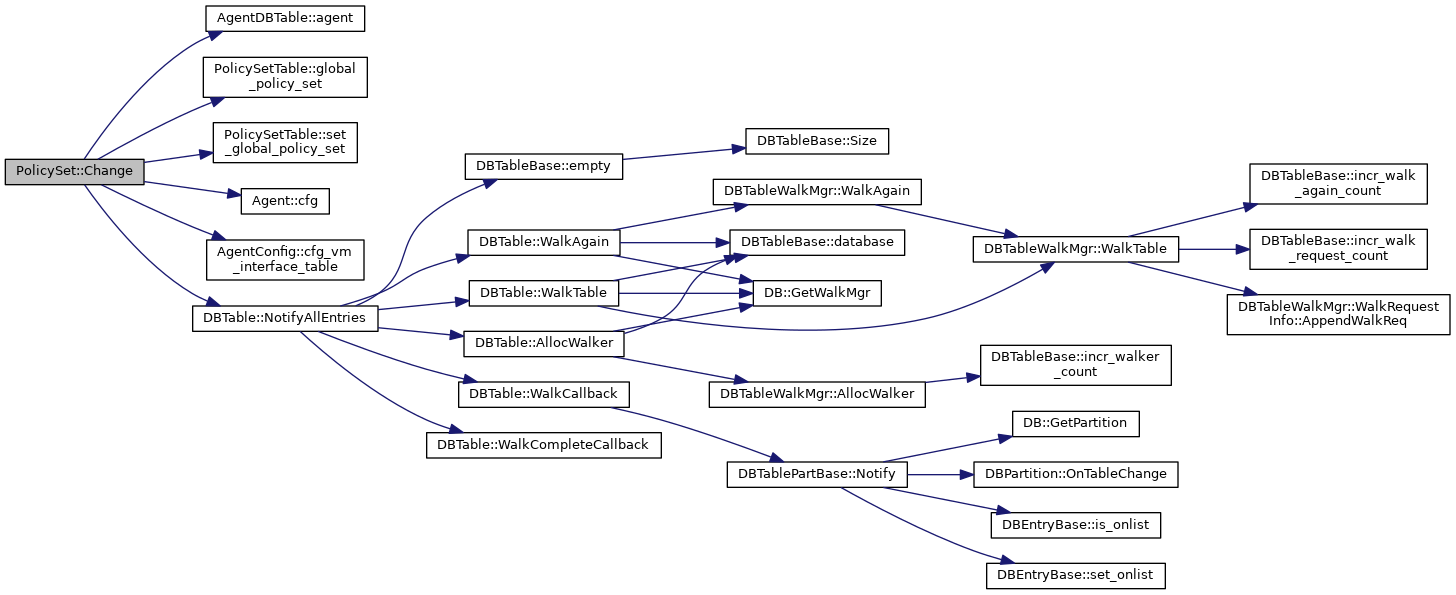 PolicySet::Change
AgentDBTable::agent
PolicySetTable::global
_policy_set
PolicySetTable::set
_global_policy_set
Agent::cfg
AgentConfig::cfg_vm
_interface_table
DBTable::NotifyAllEntries
DBTableBase::empty
DBTable::WalkAgain
DBTable::WalkTable
DBTable::AllocWalker
DBTable::WalkCallback
DBTable::WalkCompleteCallback
DBTableBase::Size
DBTableWalkMgr::WalkAgain
DBTableBase::database
DB::GetWalkMgr
DBTableWalkMgr::AllocWalker
DBTablePartBase::Notify
DBTableWalkMgr::WalkTable
DBTableBase::incr_walker
_count
DB::GetPartition
DBPartition::OnTableChange
DBEntryBase::is_onlist
DBEntryBase::set_onlist
DBTableBase::incr_walk
_again_count
DBTableBase::incr_walk
_request_count
DBTableWalkMgr::WalkRequest
Info::AppendWalkReq